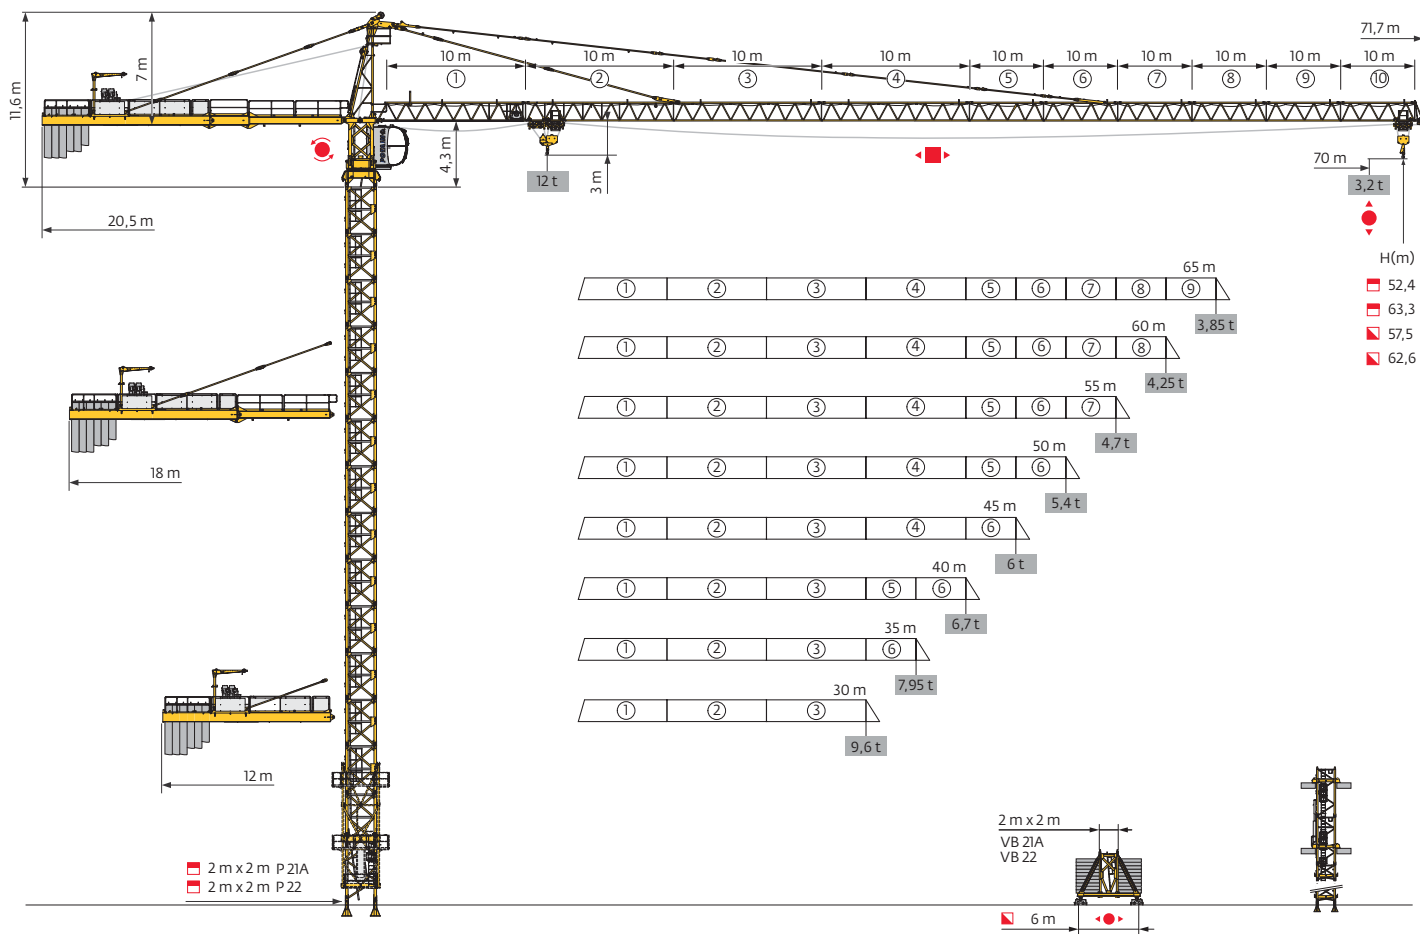 71,7 m
10 m 10 m 10 m 10 m 10 m 10 m 10 m 10 m 10 m 10 m
1 2 3 4 5 6 7 8 9 10
11,6 m
7 m
4,3 m
POTAIN
3 m
12 t
70 m
3,2 t
20,5 m
H(m)
52,4
63,3
57,5
62,6
65 m
1 2 3 4 5 6 7 8 9
3,85 t
60 m
1 2 3 4 5 6 7 8
4,25 t
55 m
1 2 3 4 5 6 7
4,7 t
18 m
50 m
1 2 3 4 5 6
5,4 t
45 m
1 2 3 4 6
6 t
40 m
1 2 3 5 6
6,7 t
35 m
1 2 3 6
7,95 t
30 m
1 2 3
9,6 t
12 m
2 m x 2 m P 21A
2 m x 2 m P 22
2 m x 2 m
VB 21A
VB 22
6 m